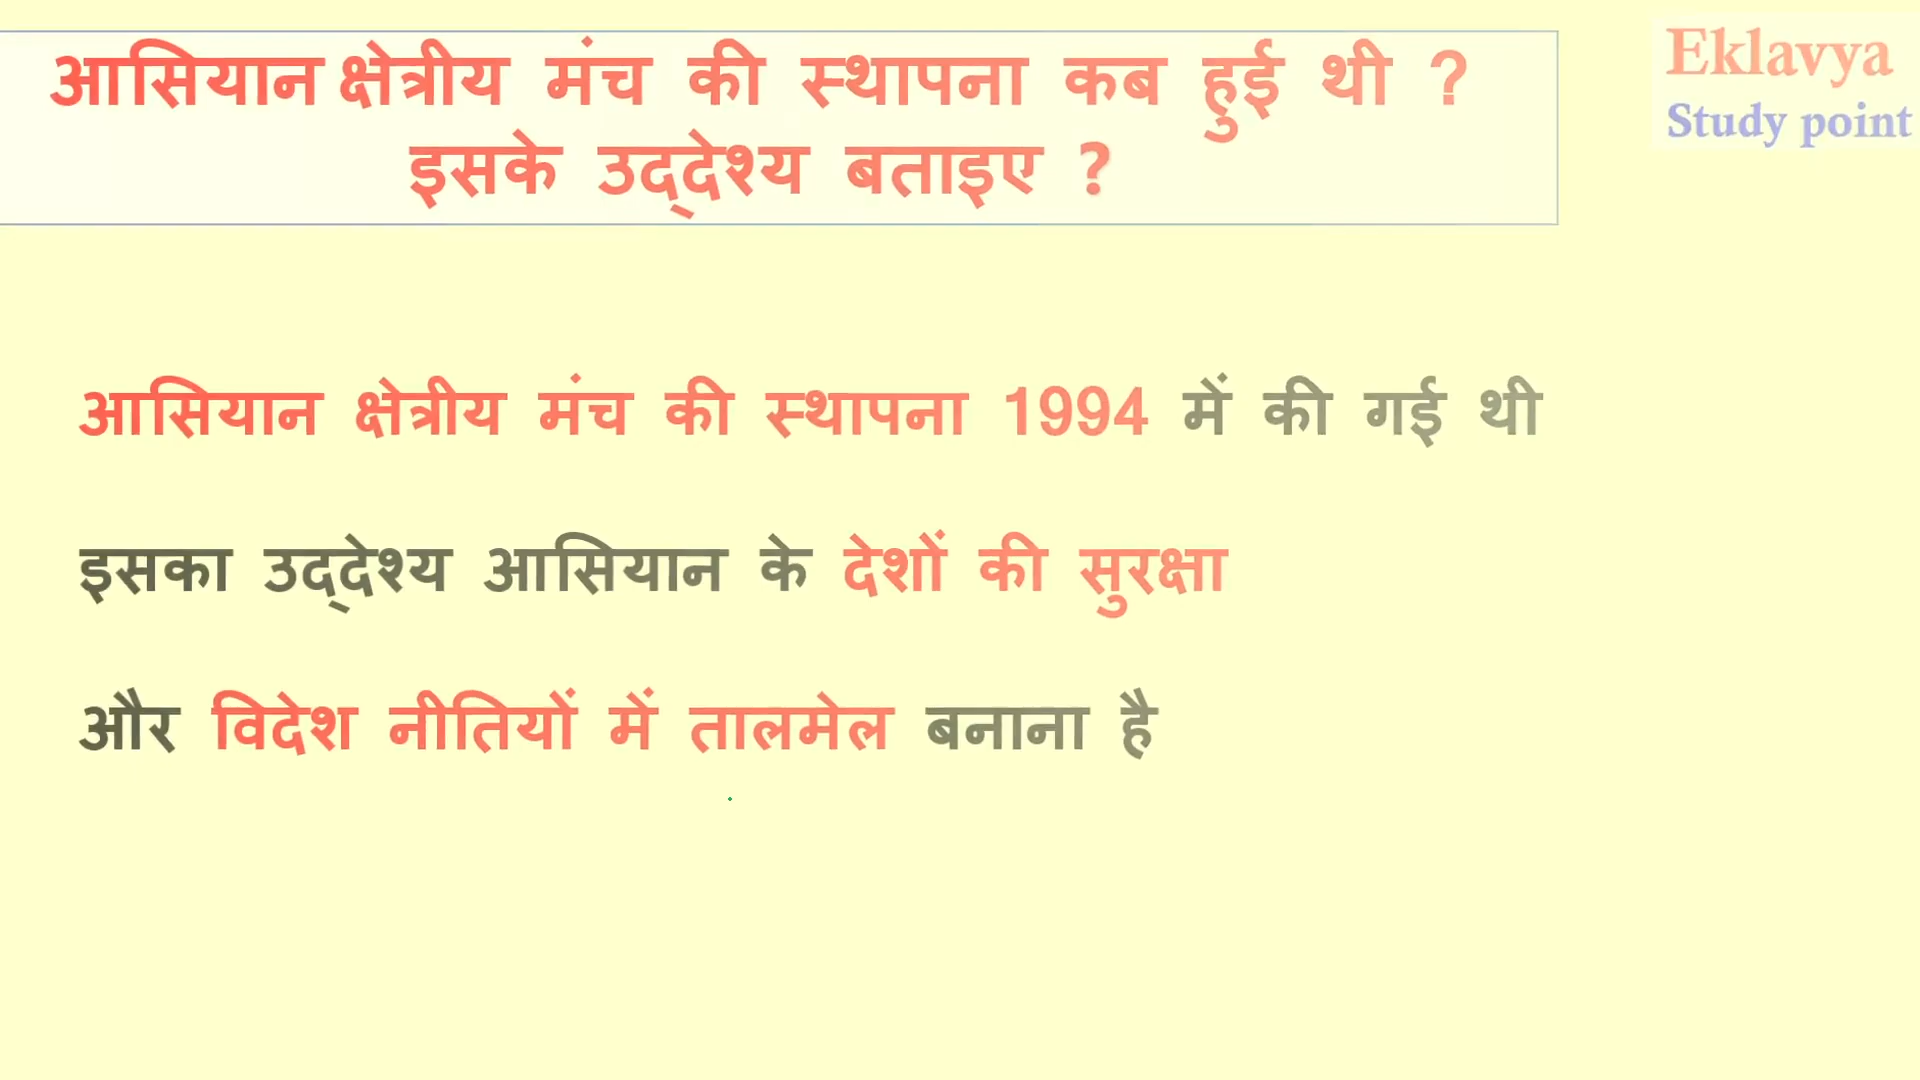 आसियान क्षेत्रीय मंच की स्थापना कब हुई थी ?
इसके उद्देश्य बताइए ?
Eklavya
Study point
आसियान क्षेत्रीय मंच की स्थापना 1994 में की गई थी
इसका उद्देश्य आसियान के देशों की सुरक्षा
और विदेश नीतियों में तालमेल बनाना है